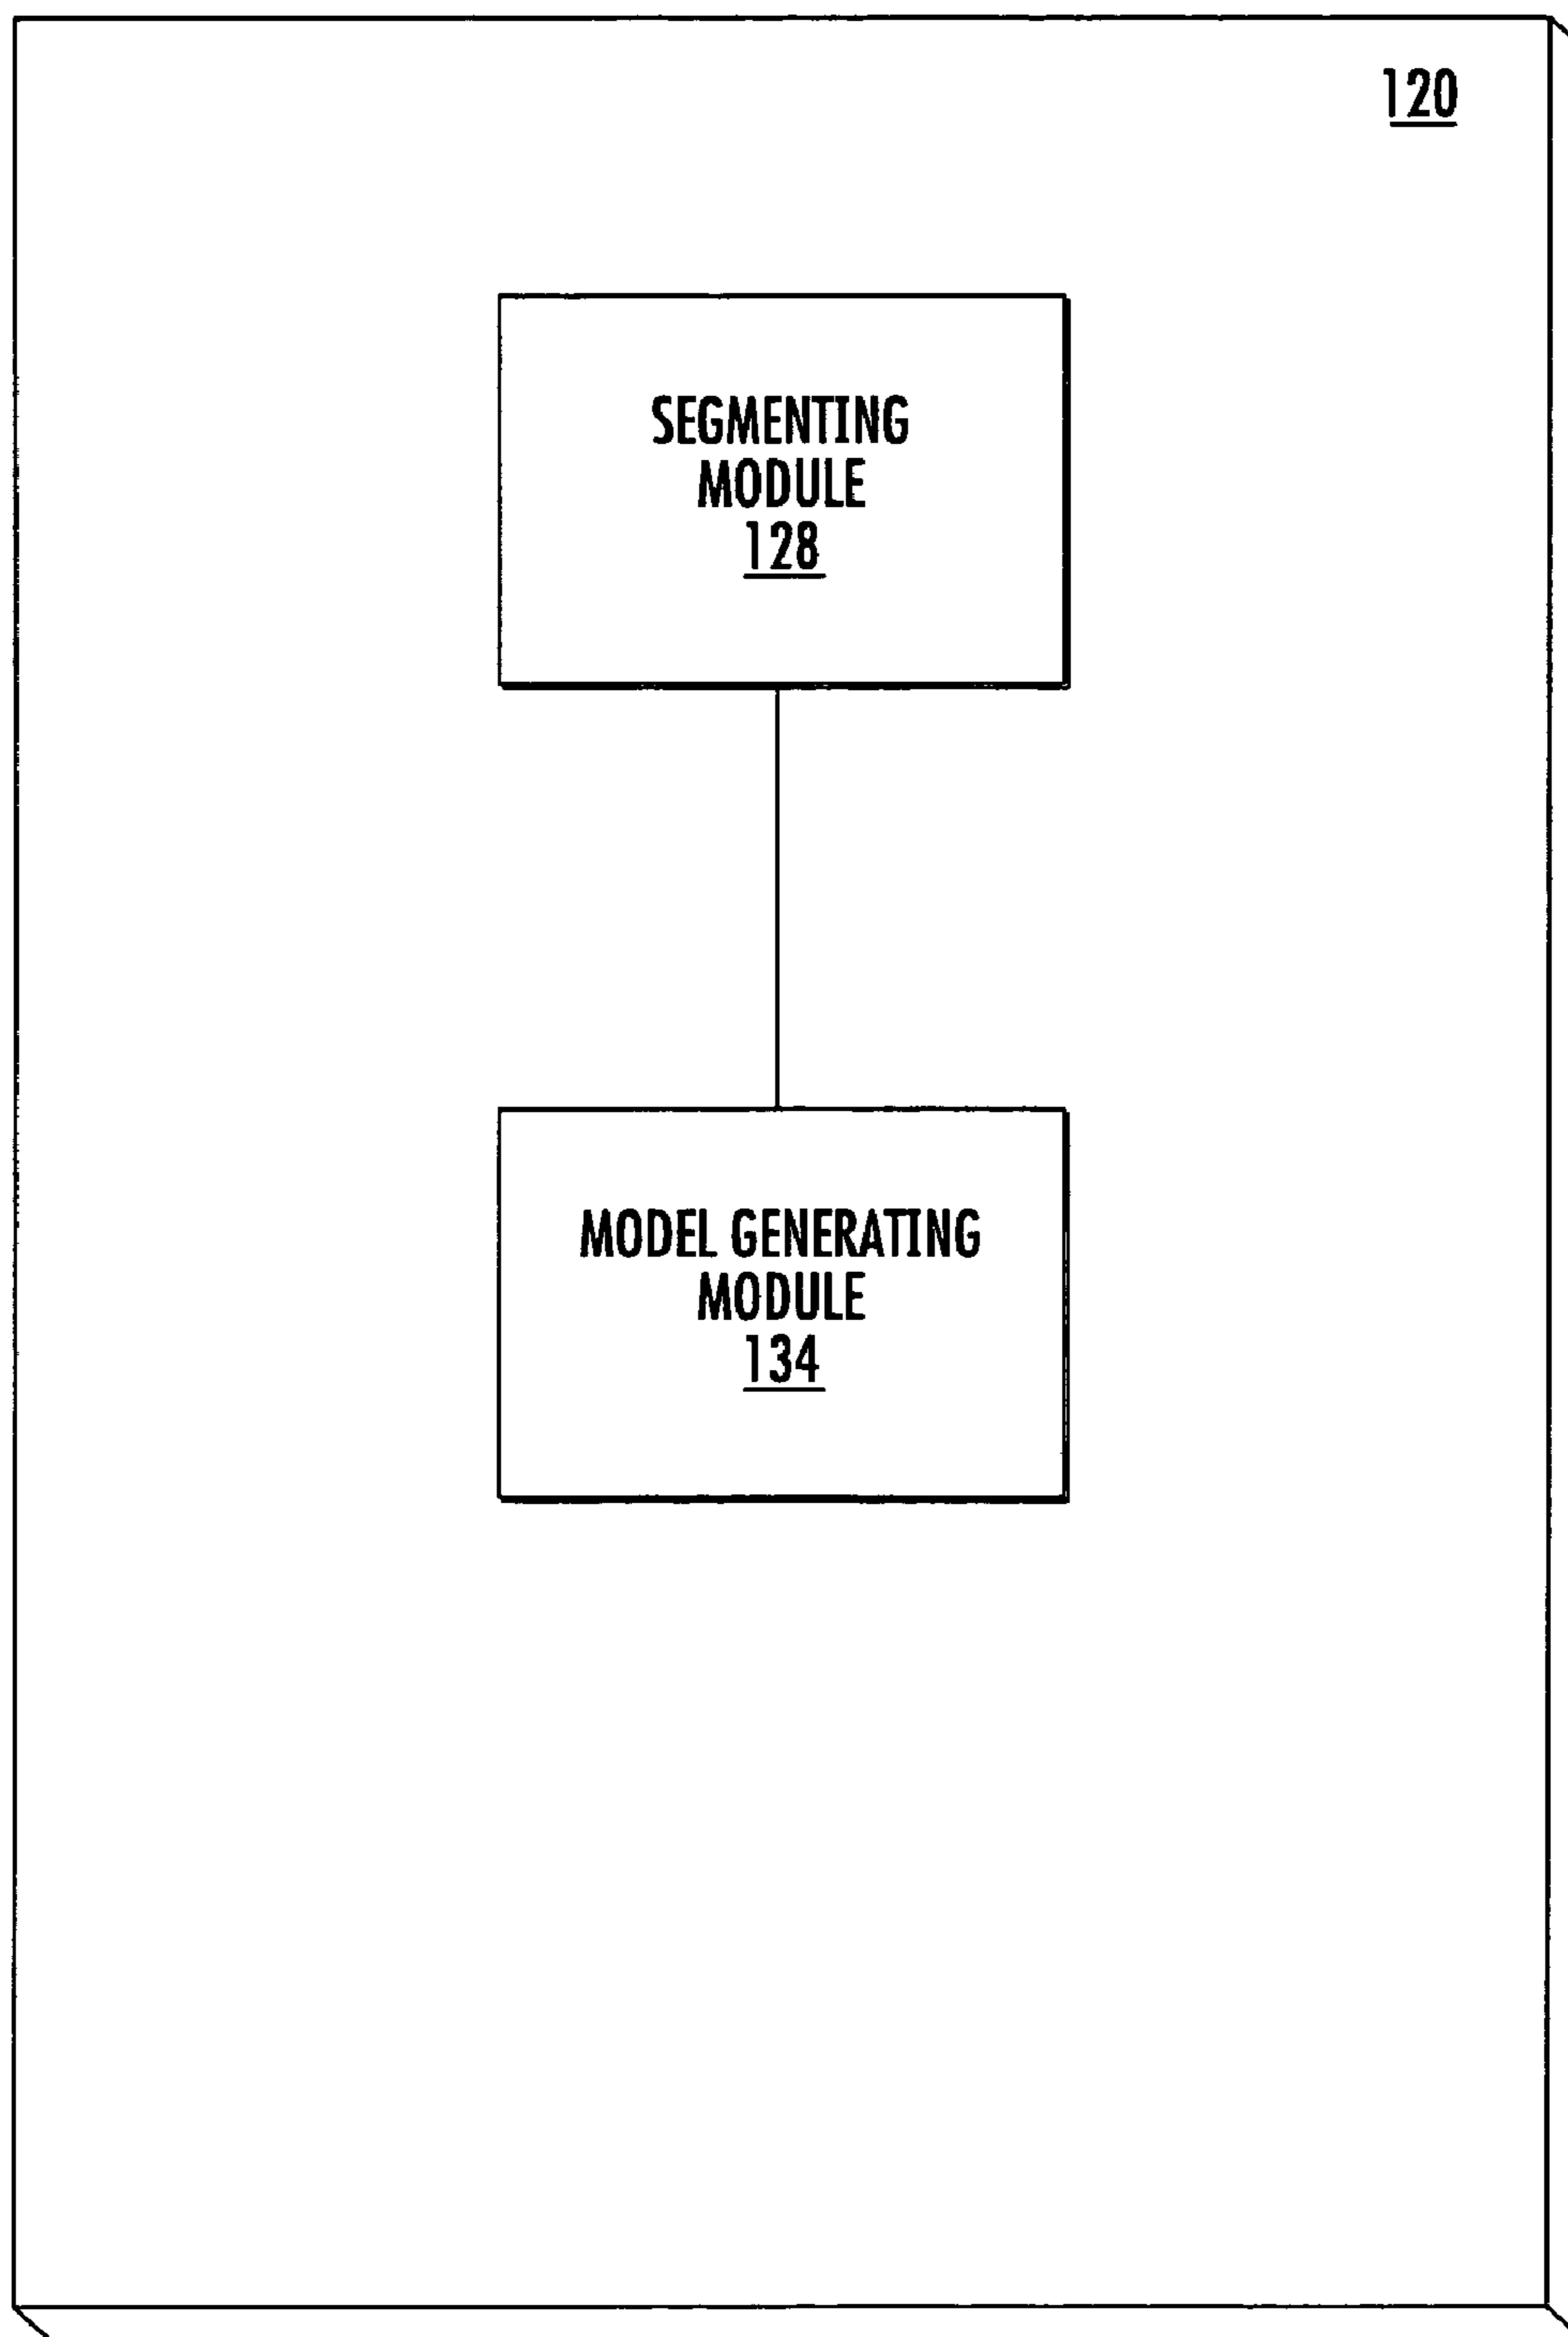 120
SEGMENTING
MODULE
128
MODEL GENERATING
MODULE
134